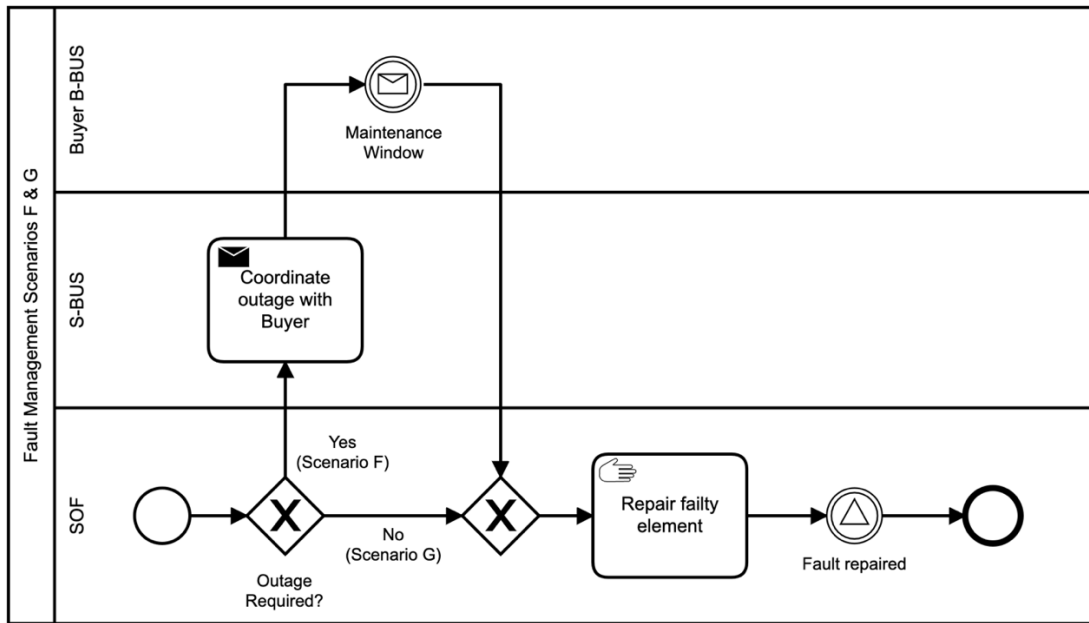 Fault Management Scenarios F & G
Buyer B-BUS
Maintenance
Window
S-BUS
Coordinate
outage with
Buyer
SOF
Yes
(Scenario F)
No
(Scenario G)
Outage
Required?
X
X
Repair failty
element
Fault repaired